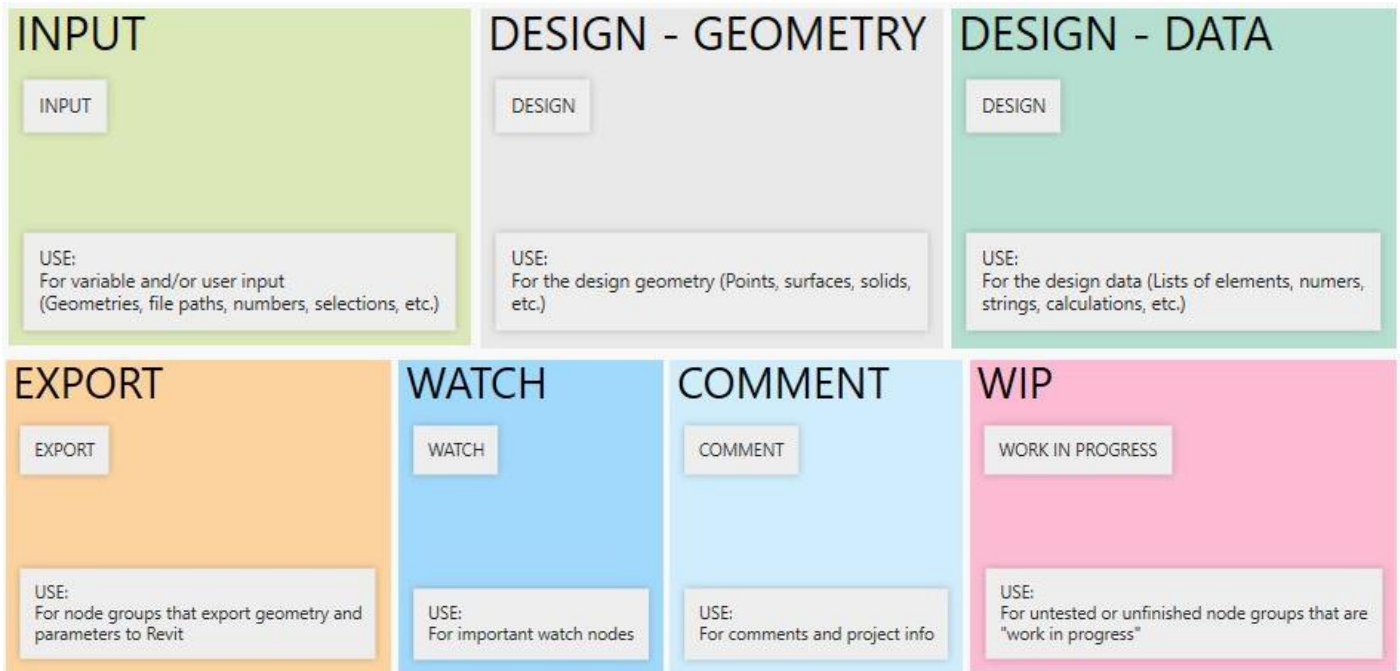 INPUT
INPUT
USE:
For variable and/or user input
(Geometries, file paths, numbers, selections, etc.)
DESIGN - GEOMETRY
DESIGN
USE:
For the design geometry (Points, surfaces, solids,
etc.)
DESIGN - DATA
DESIGN
USE:
For the design data (Lists of elements, numers,
strings, calculations, etc.)
EXPORT
EXPORT
USE:
For node groups that export geometry and
parameters to Revit
WATCH
WATCH
USE:
For important watch nodes
COMMENT
COMMENT
USE:
For comments and project info
WIP
WORK IN PROGRESS
USE:
For untested or unfinished node groups that are
"work in progress"